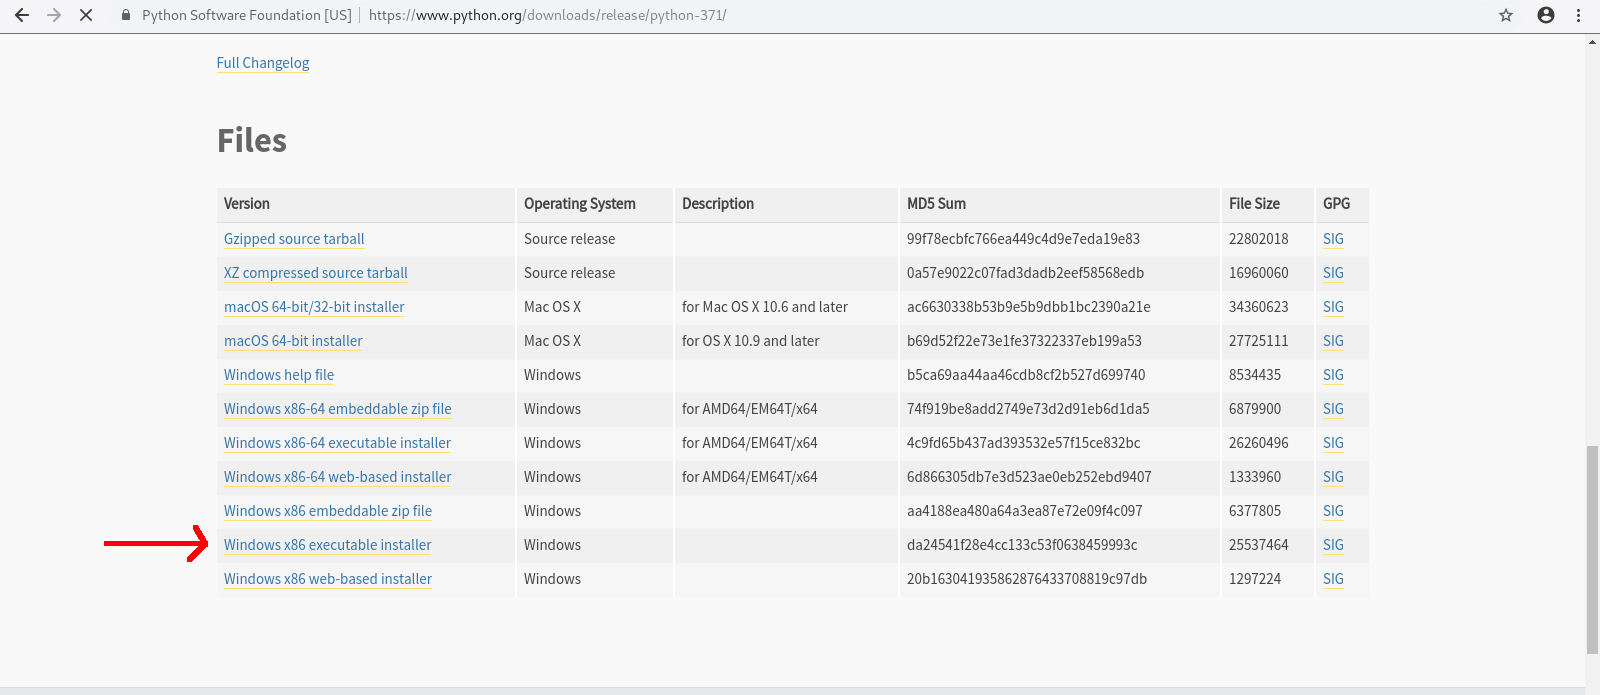 Python Software Foundation [US] https://www.python.org/downloads/release/python-371/
Full Changelog
Files
Version Operating System Description MD5 Sum File Size GPG
Gzipped source tarball Source release 99f78ecbfc766ea449c4d9e7eda19e83 22802018 SIG
XZ compressed source tarball Source release 0a57e9022c07fad3dadb2eef58568edb 16960060 SIG
macOS 64-bit/32-bit installer Mac OS X for Mac OS X 10.6 and later ac6630338b53b9e5b9dbb1bc2390a21e 34360623 SIG
macOS 64-bit installer Mac OS X for OS X 10.9 and later b69d52f22e73e1fe37322337eb199a53 27725111 SIG
Windows help file Windows b5ca69aa44aa46cdb8cf2b527d699740 8534435 SIG
Windows x86-64 embeddable zip file Windows for AMD64/EM64T/x64 74f919be8add2749e73d2d91eb6d1da5 6879900 SIG
Windows x86-64 executable installer Windows for AMD64/EM64T/x64 4c9fd65b437ad393532e57f15ce832bc 26260496 SIG
Windows x86-64 web-based installer Windows for AMD64/EM64T/x64 6d866305db7e3d523ae0eb252ebd9407 1333960 SIG
Windows x86 embeddable zip file Windows aa4188ea480a64a3ea87e72e09f4c097 6377805 SIG
Windows x86 executable installer Windows da24541f28e4cc133c53f0638459993c 25537464 SIG
Windows x86 web-based installer Windows 20b163041935862876433708819c97db 1297224 SIG